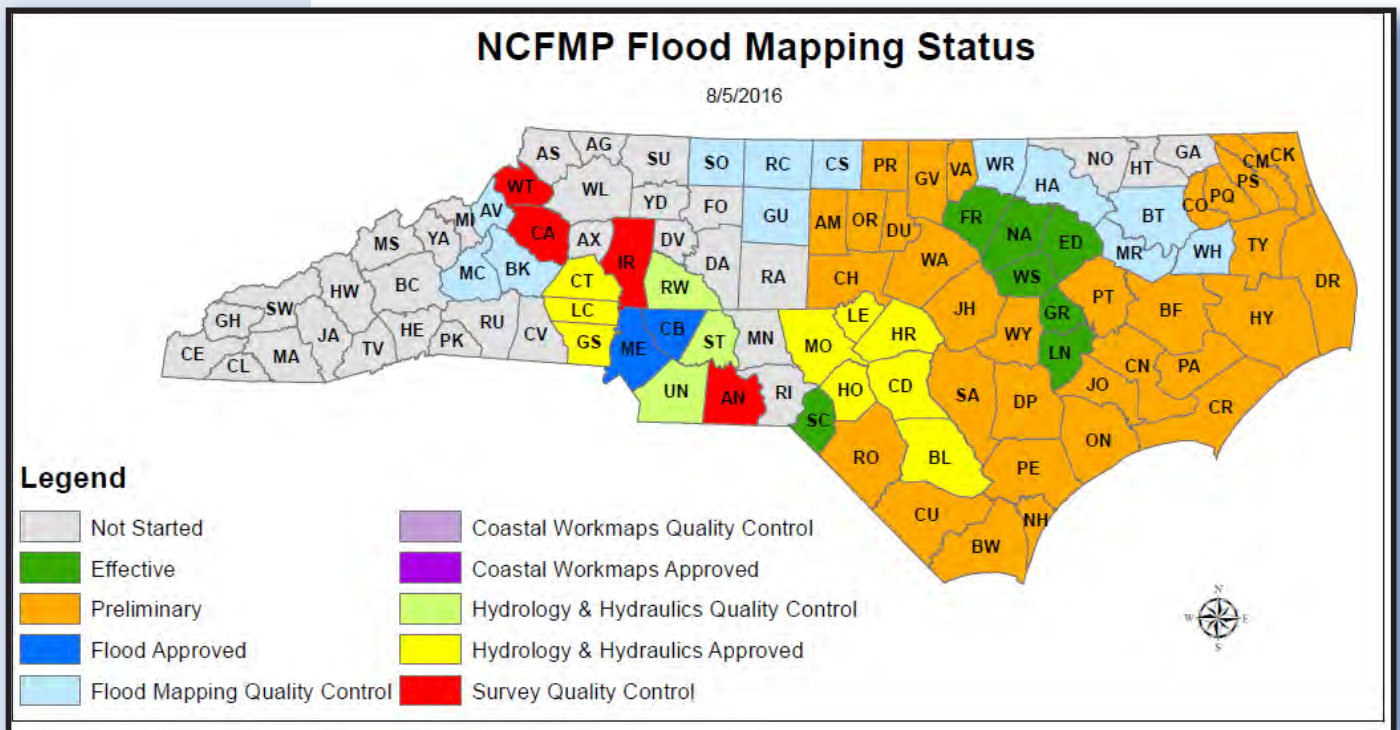 NCFMP Flood Mapping Status
8/5/2016
AS AG SU SO RC CS PR GV VA WR NO HT GA CM CK
WT WL YD FO GU HA PS
MI AV CA AX IR DV AM OR DU FR NA ED BT CO PQ
MS YA MC BK DA RA CH WA WS MR WH TY DR
HW BC CT RW
GH SW LC LE JH PT BF HY
CE CL MA JA TV HE PK RU CV GS ME CB ST MN MO HR WY GR LN
UN AN RI HO CD SA DP JO CN PA CR
SC RO BL PE ON
CU BW NH
Legend
Not Started
Effective
Preliminary
Flood Approved
Flood Mapping Quality Control
Coastal Workmaps Quality Control
Coastal Workmaps Approved
Hydrology & Hydraulics Quality Control
Hydrology & Hydraulics Approved
Survey Quality Control
N
W E
S